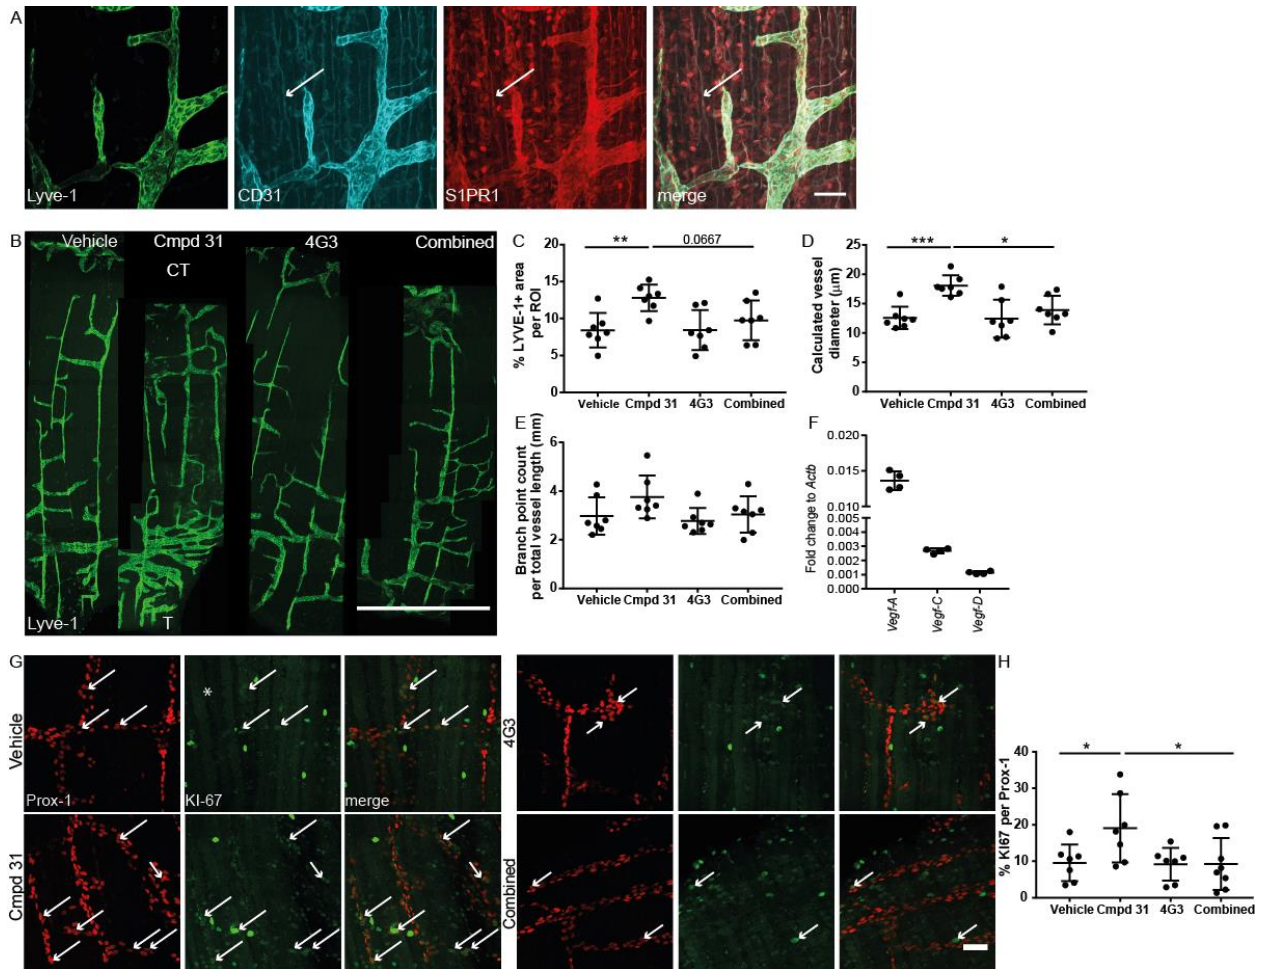 A
Lyve-1
CD31
S1PR1
merge
B
Vehicle
Cmpd 31
4G3
Combined
CT
Lyve-1
T
C
% LYVE-1+ area
per ROI
20
15
10
5
0
**
0.0667
Vehicle Cmpd 31 4G3 Combined
D
Calculated vessel
diameter (μm)
25
20
15
10
5
0
***
*
Vehicle Cmpd 31 4G3 Combined
E
Branch point count
per total vessel length (mm)
6
4
2
0
Vehicle Cmpd 31 4G3 Combined
F
Fold change to Actb
0.020
0.015
0.010
0.005
0.004
0.003
0.002
0.001
0.000
Vegf-A
Vegf-C
Vegf-D
G
Vehicle
Prox-1
KI-67
*
merge
4G3
Cmpd 31
Combined
H
% KI67 per Prox-1
40
30
20
10
0
*
*
Vehicle Cmpd 31 4G3 Combined